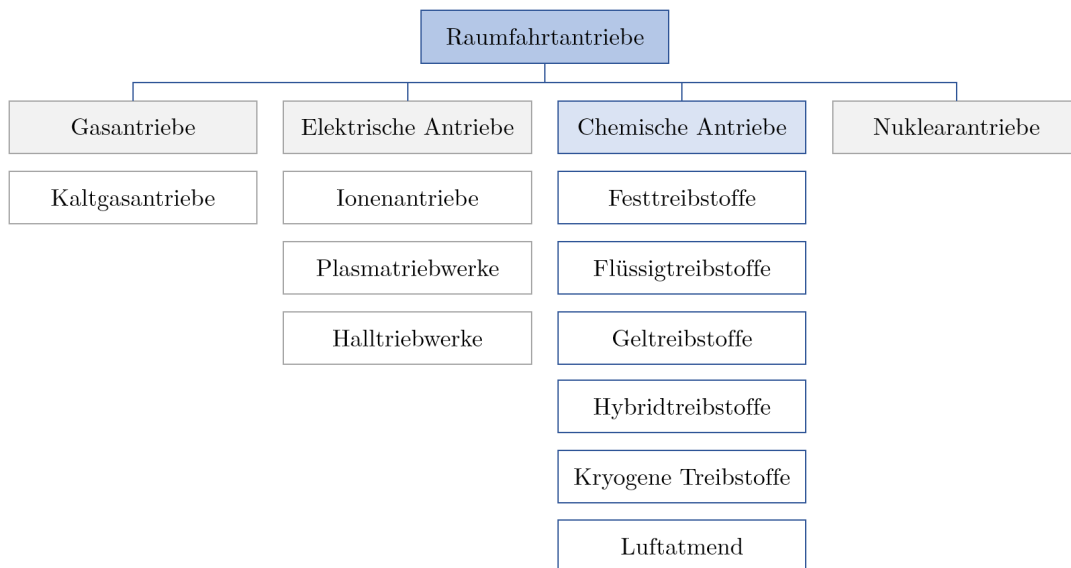 Raumfahrtantriebe
Gasantriebe
Elektrische Antriebe
Chemische Antriebe
Nuklearantriebe
Kaltgasantriebe
Ionenantriebe
Festtreibstoffe
Plasmatriebwerke
Flüssigtreibstoffe
Halltriebwerke
Geltreibstoffe
Hybridtreibstoffe
Kryogene Treibstoffe
Luftatmend